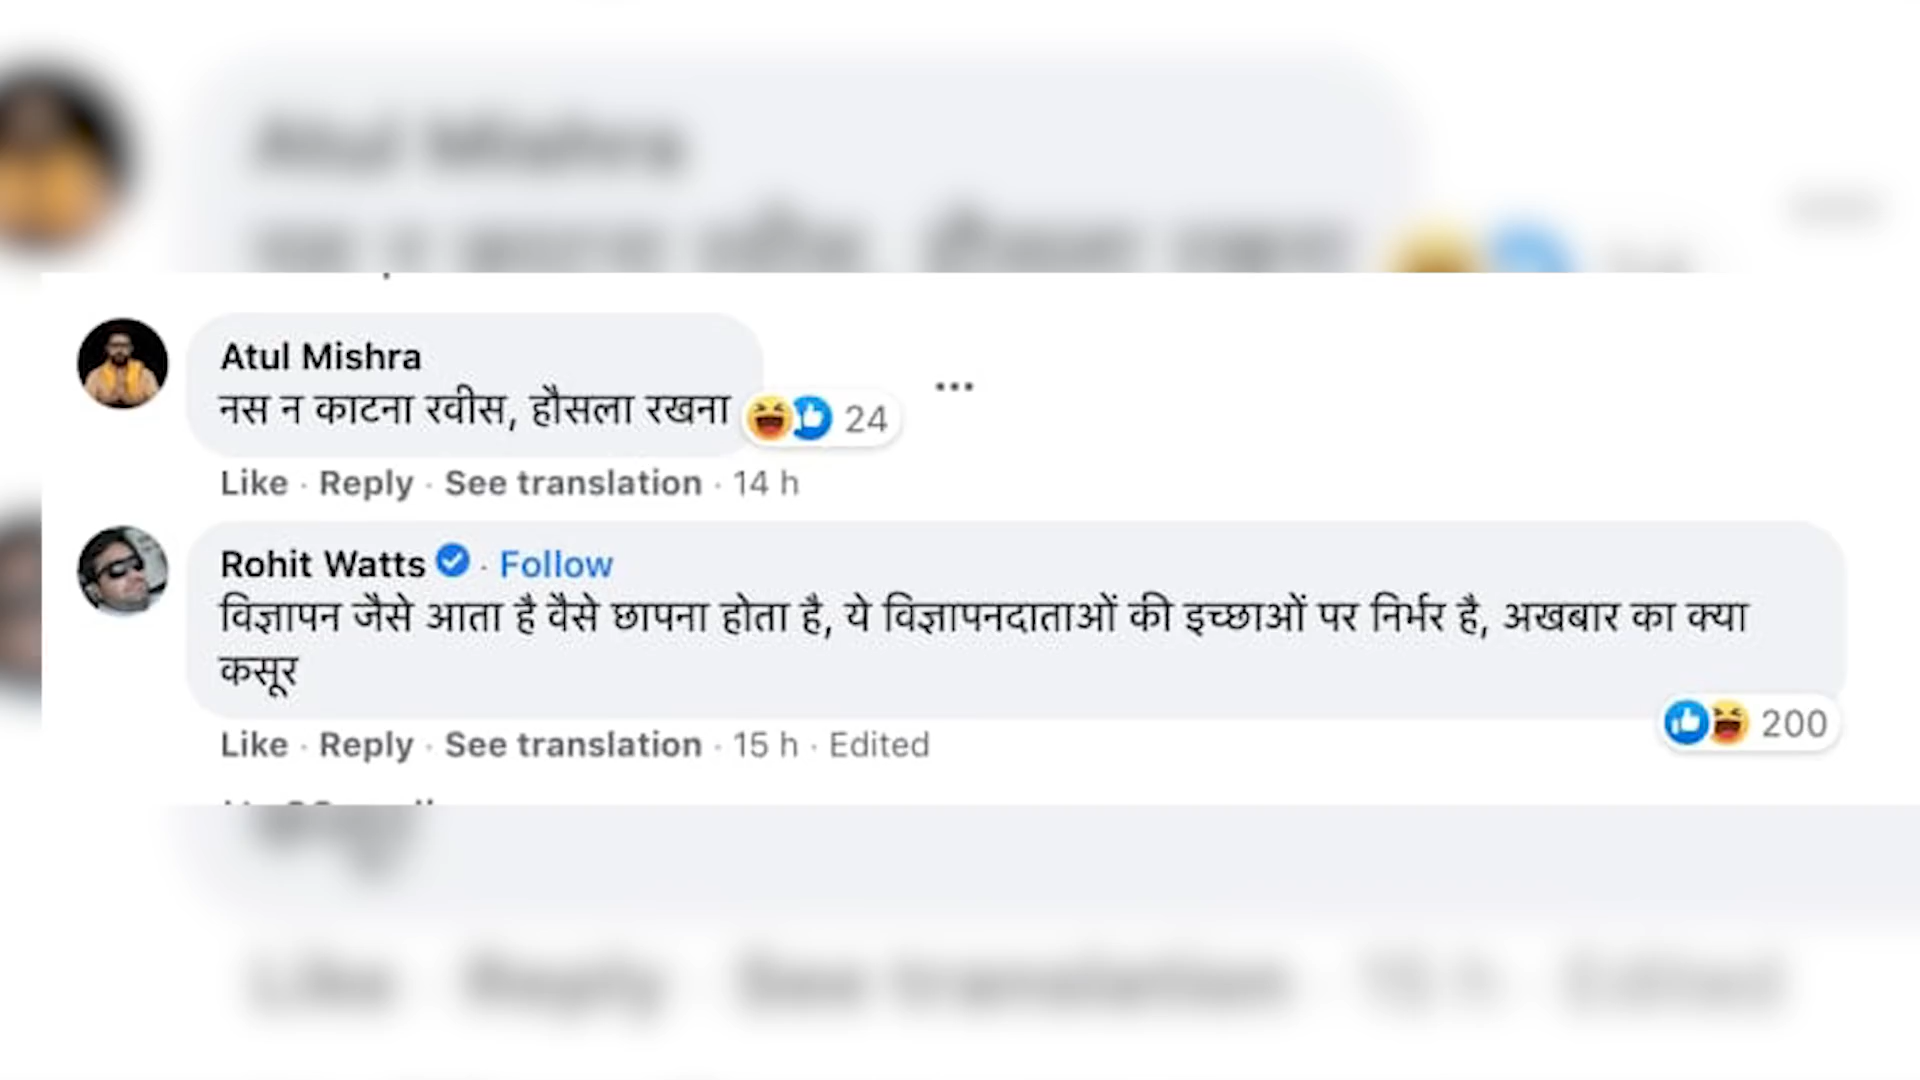 Atul Mishra
नस न काटना रवीस, हौसला रखना
24
Like · Reply · See translation · 14 h
Rohit Watts · Follow
विज्ञापन जैसे आता है वैसे छापना होता है, ये विज्ञापनदाताओं की इच्छाओं पर निर्भर है, अखबार का क्या
कसूर
200
Like · Reply · See translation · 15 h · Edited